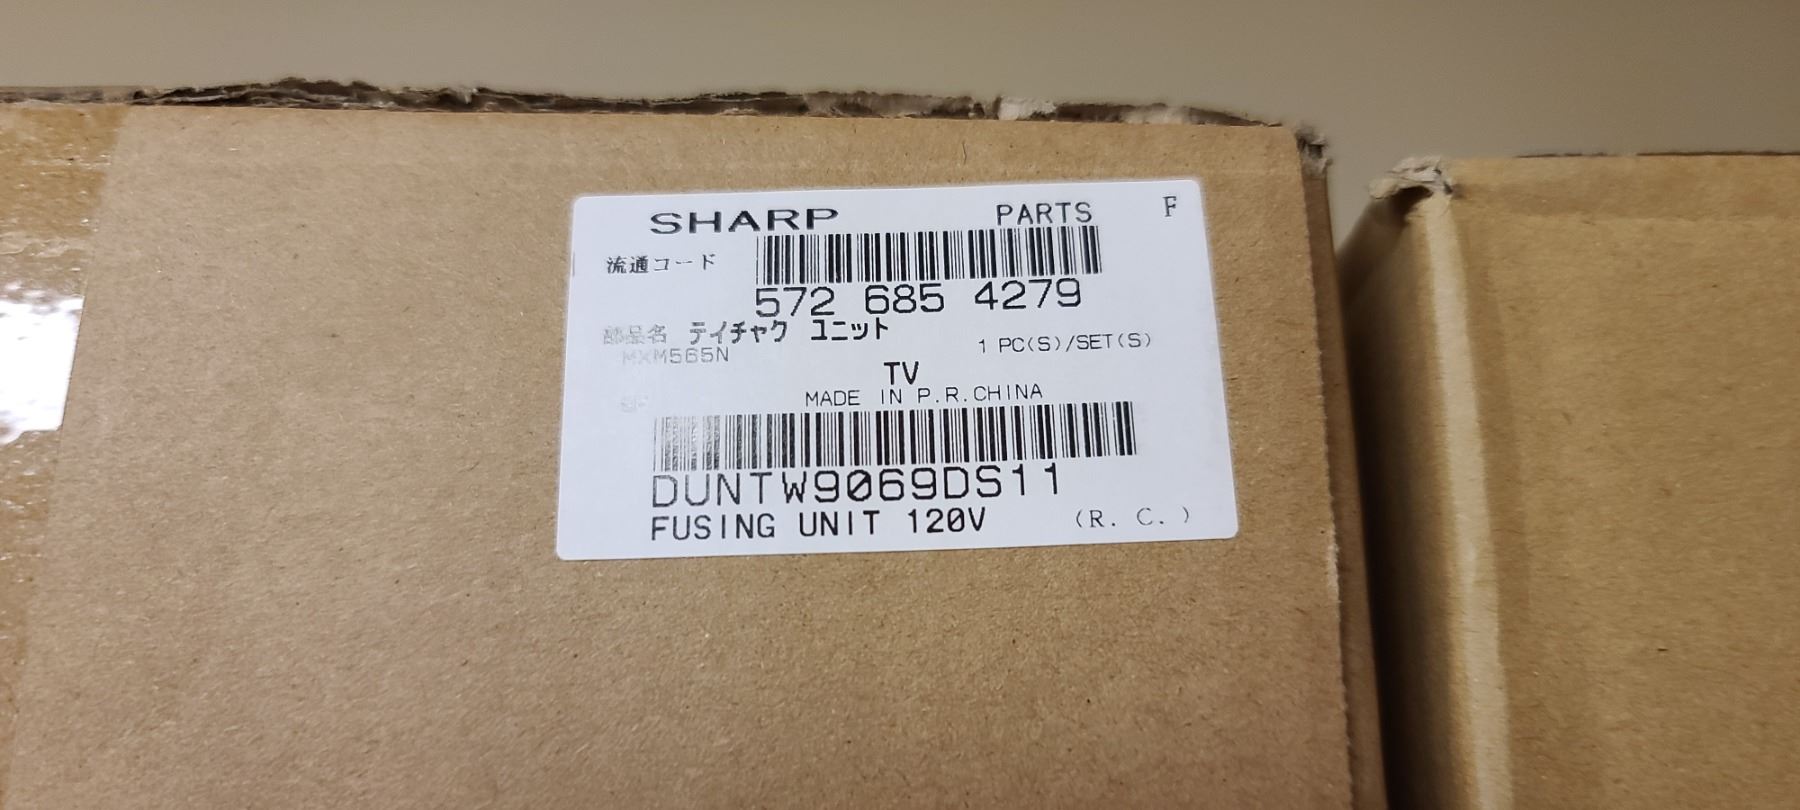 SHARP PARTS F
流通コード
572 685 4279
部品名 テイチャク ユニット
MXM565N 1 PC(S)/SET(S)
TV
MADE IN P.R.CHINA
DUNTW9069DS11
FUSING UNIT 120V (R. C. )